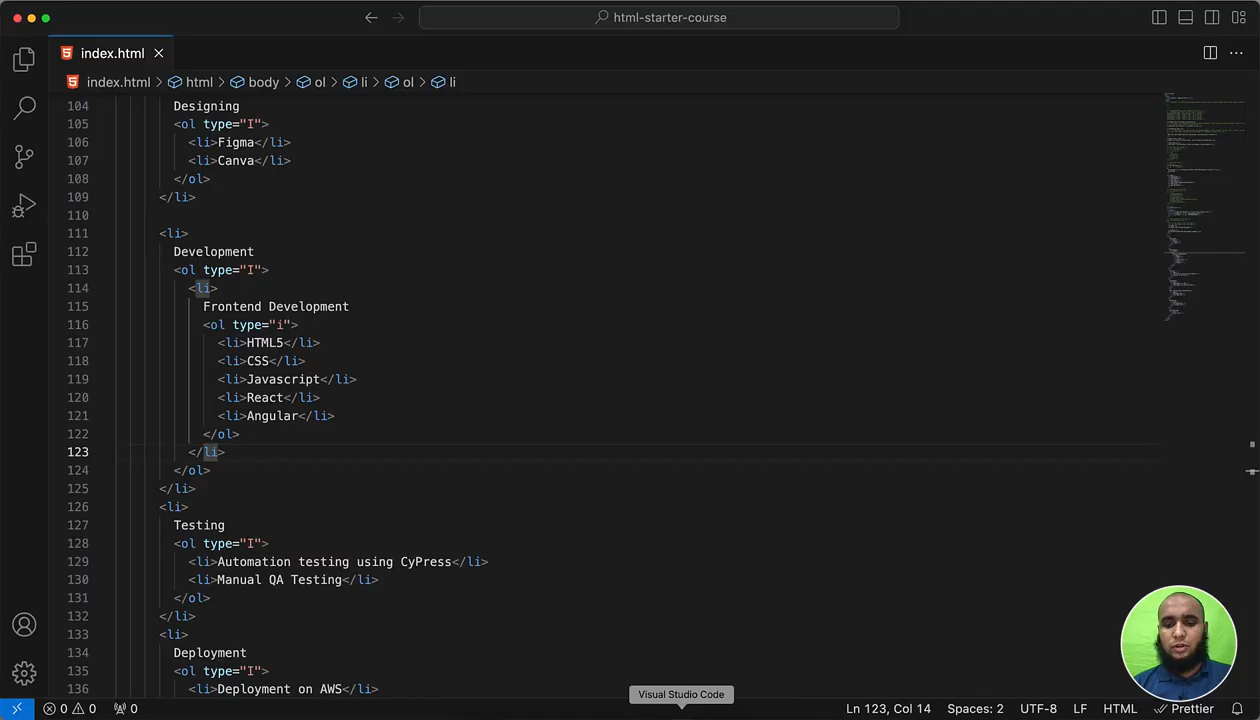 html-starter-course
index.html
index.html > html > body > ol > li > ol > li
104 Designing
105 <ol type="I">
106 <li>Figma</li>
107 <li>Canva</li>
108 </ol>
109 </li>
110
111 <li>
112 Development
113 <ol type="I">
114 <li>
115 Frontend Development
116 <ol type="i">
117 <li>HTML5</li>
118 <li>CSS</li>
119 <li>Javascript</li>
120 <li>React</li>
121 <li>Angular</li>
122 </ol>
123 </li>
124 </ol>
125 </li>
126 <li>
127 Testing
128 <ol type="I">
129 <li>Automation testing using CyPress</li>
130 <li>Manual QA Testing</li>
131 </ol>
132 </li>
133 <li>
134 Deployment
135 <ol type="I">
136 <li>Deployment on AWS</li>
Visual Studio Code
0 0 0 Ln 123, Col 14 Spaces: 2 UTF-8 LF HTML Prettier